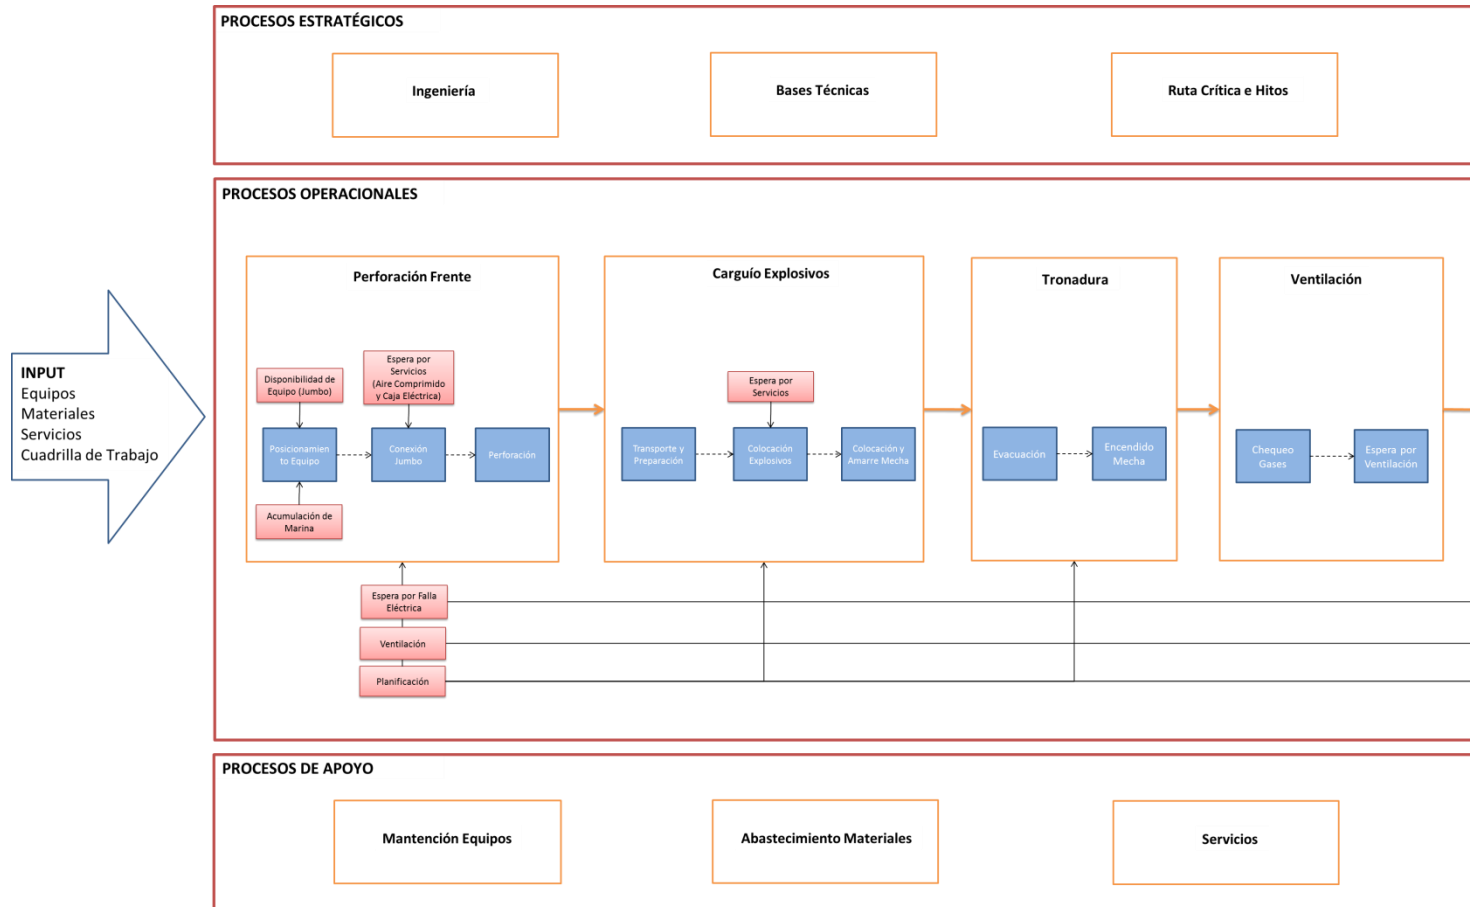 PROCESOS ESTRATÉGICOS
Ingeniería
Bases Técnicas
Ruta Crítica e Hitos
PROCESOS OPERACIONALES
INPUT
Equipos
Materiales
Servicios
Cuadrilla de Trabajo
Perforación Frente
Disponibilidad de
Equipo (Jumbo)
Espera por
Servicios
(Aire Comprimido
y Caja Eléctrica)
Posicionamien
to Equipo
Conexión
Jumbo
Perforación
Acumulación de
Marina
Carguío Explosivos
Espera por
Servicios
Transporte y
Preparación
Colocación
Explosivos
Colocación y
Amarre Mecha
Tronadura
Evacuación
Encendido
Mecha
Ventilación
Chequeo
Gases
Espera por
Ventilación
Espera por Falla
Eléctrica
Ventilación
Planificación
PROCESOS DE APOYO
Mantención Equipos
Abastecimiento Materiales
Servicios